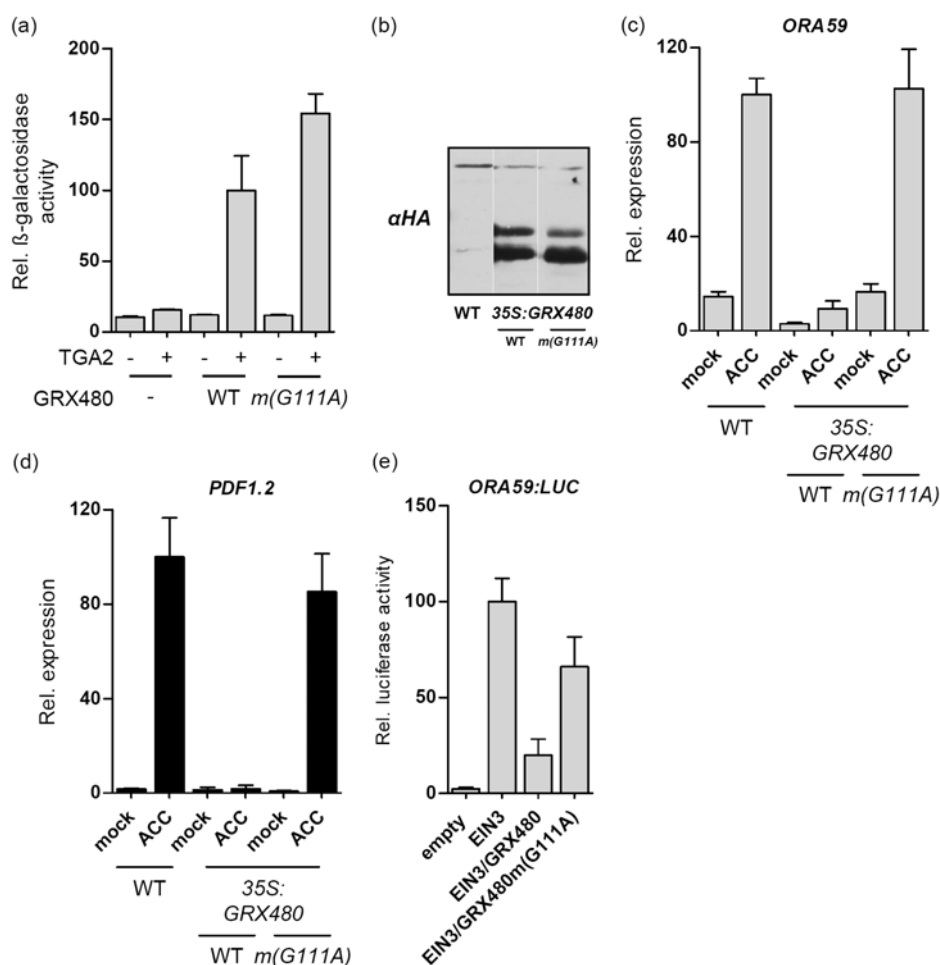 (a)
Rel. ß-galactosidase
activity
200
150
100
50
0
TGA2 - + - + - +
GRX480 - WT m(G111A)
(b)
αHA
WT 35S:GRX480
WT m(G111A)
(c)
ORA59
Rel. expression
120
80
40
0
mock ACC mock ACC mock ACC
WT 35S:
GRX480
WT m(G111A)
(d)
PDF1.2
Rel. expression
120
80
40
0
mock ACC mock ACC mock ACC
WT 35S:
GRX480
WT m(G111A)
(e)
ORA59:LUC
Rel. luciferase activity
150
100
50
0
empty
EIN3
EIN3/GRX480
EIN3/GRX480m(G111A)